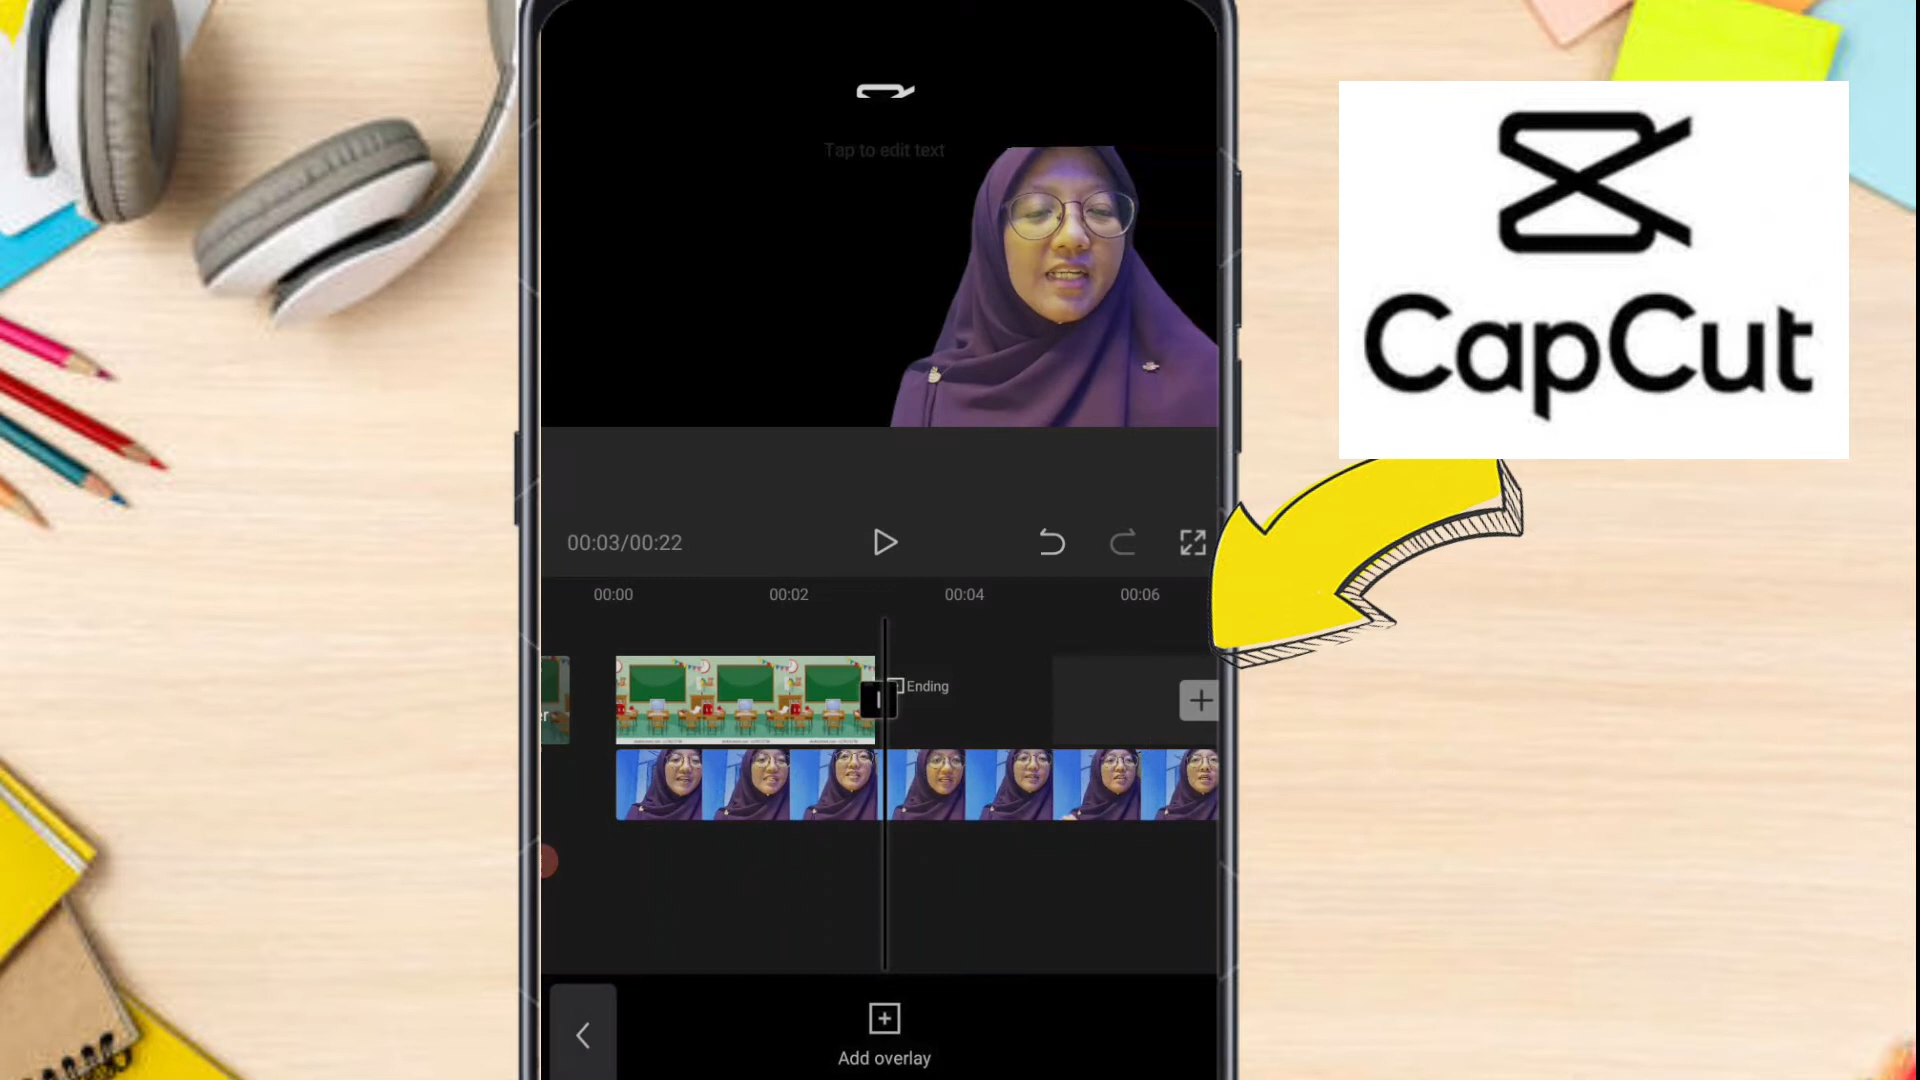 Tap to edit text
CapCut
00:03/00:22
00:00 00:02 00:04 00:06
Ending
er
Add overlay